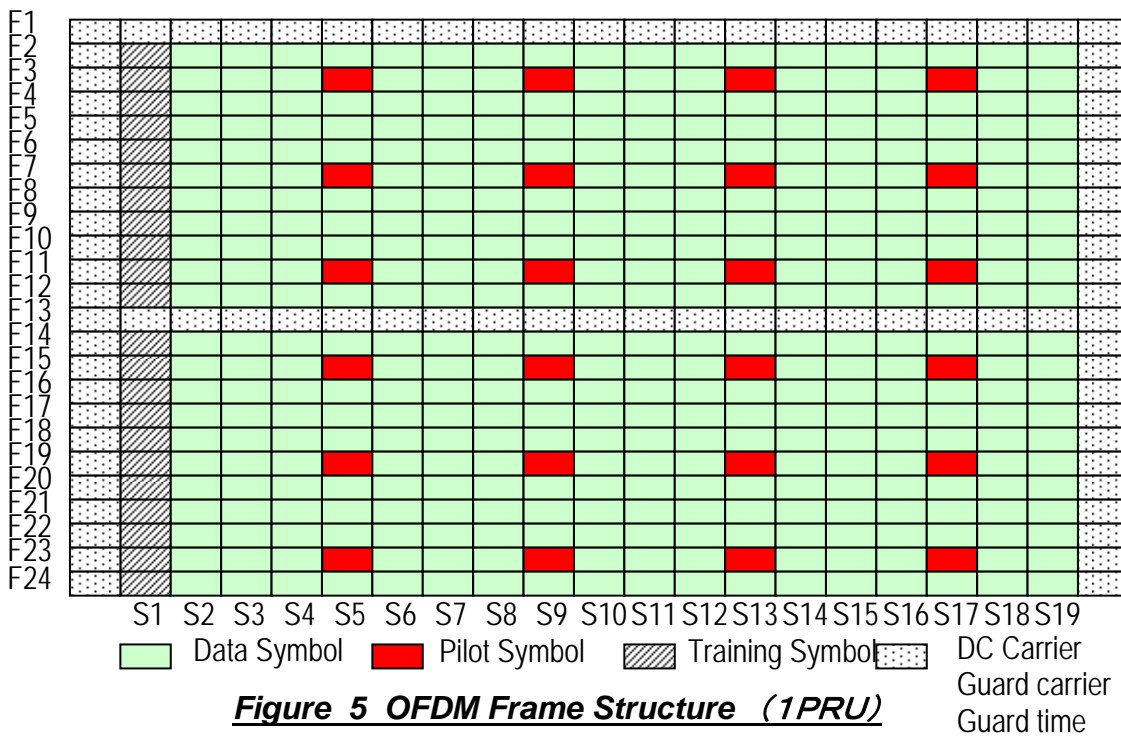 F1
F2
F3
F4
F5
F6
F7
F8
F9
F10
F11
F12
F13
F14
F15
F16
F17
F18
F19
F20
F21
F22
F23
F24
S1 S2 S3 S4 S5 S6 S7 S8 S9 S10 S11 S12 S13 S14 S15 S16 S17 S18 S19
Data Symbol Pilot Symbol Training Symbol DC Carrier
Guard carrier
Guard time
Figure 5 OFDM Frame Structure （1PRU）